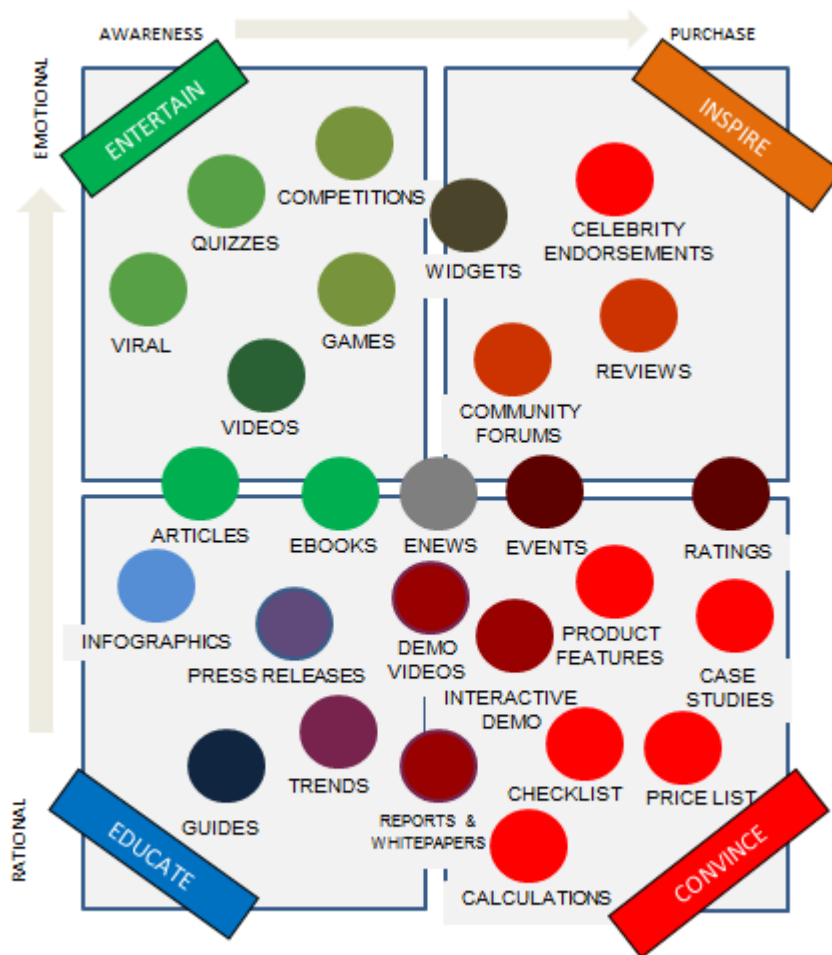 AWARENESS
PURCHASE
EMOTIONAL
ENTERTAIN
INSPIRE
COMPETITIONS
QUIZZES
CELEBRITY
ENDORSEMENTS
WIDGETS
VIRAL
GAMES
REVIEWS
VIDEOS
COMMUNITY
FORUMS
ARTICLES
EBOOKS
ENEWS
EVENTS
RATINGS
INFOGRAPHICS
PRESS RELEASES
DEMO
VIDEOS
PRODUCT
FEATURES
CASE
STUDIES
INTERACTIVE
DEMO
TRENDS
CHECKLIST
PRICE LIST
GUIDES
REPORTS &
WHITEPAPERS
CALCULATIONS
RATIONAL
EDUCATE
CONVINCE